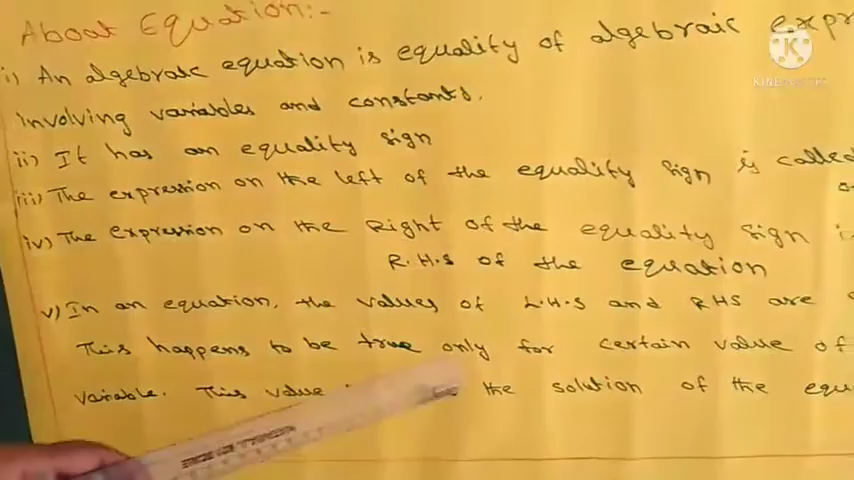 About Equation:-
i) An algebraic equation is equality of algebraic
involving variables and constants.
ii) It has an equality sign
iii) The expression on the left of the equality sign is called
iv) The expression on the Right of the equality sign
R.H.S of the equation
v) In an equation, the values of L.H.S and RHS are
This happens to be true only for certain value of
variable. This value the solution of the
K
KINEMASTER